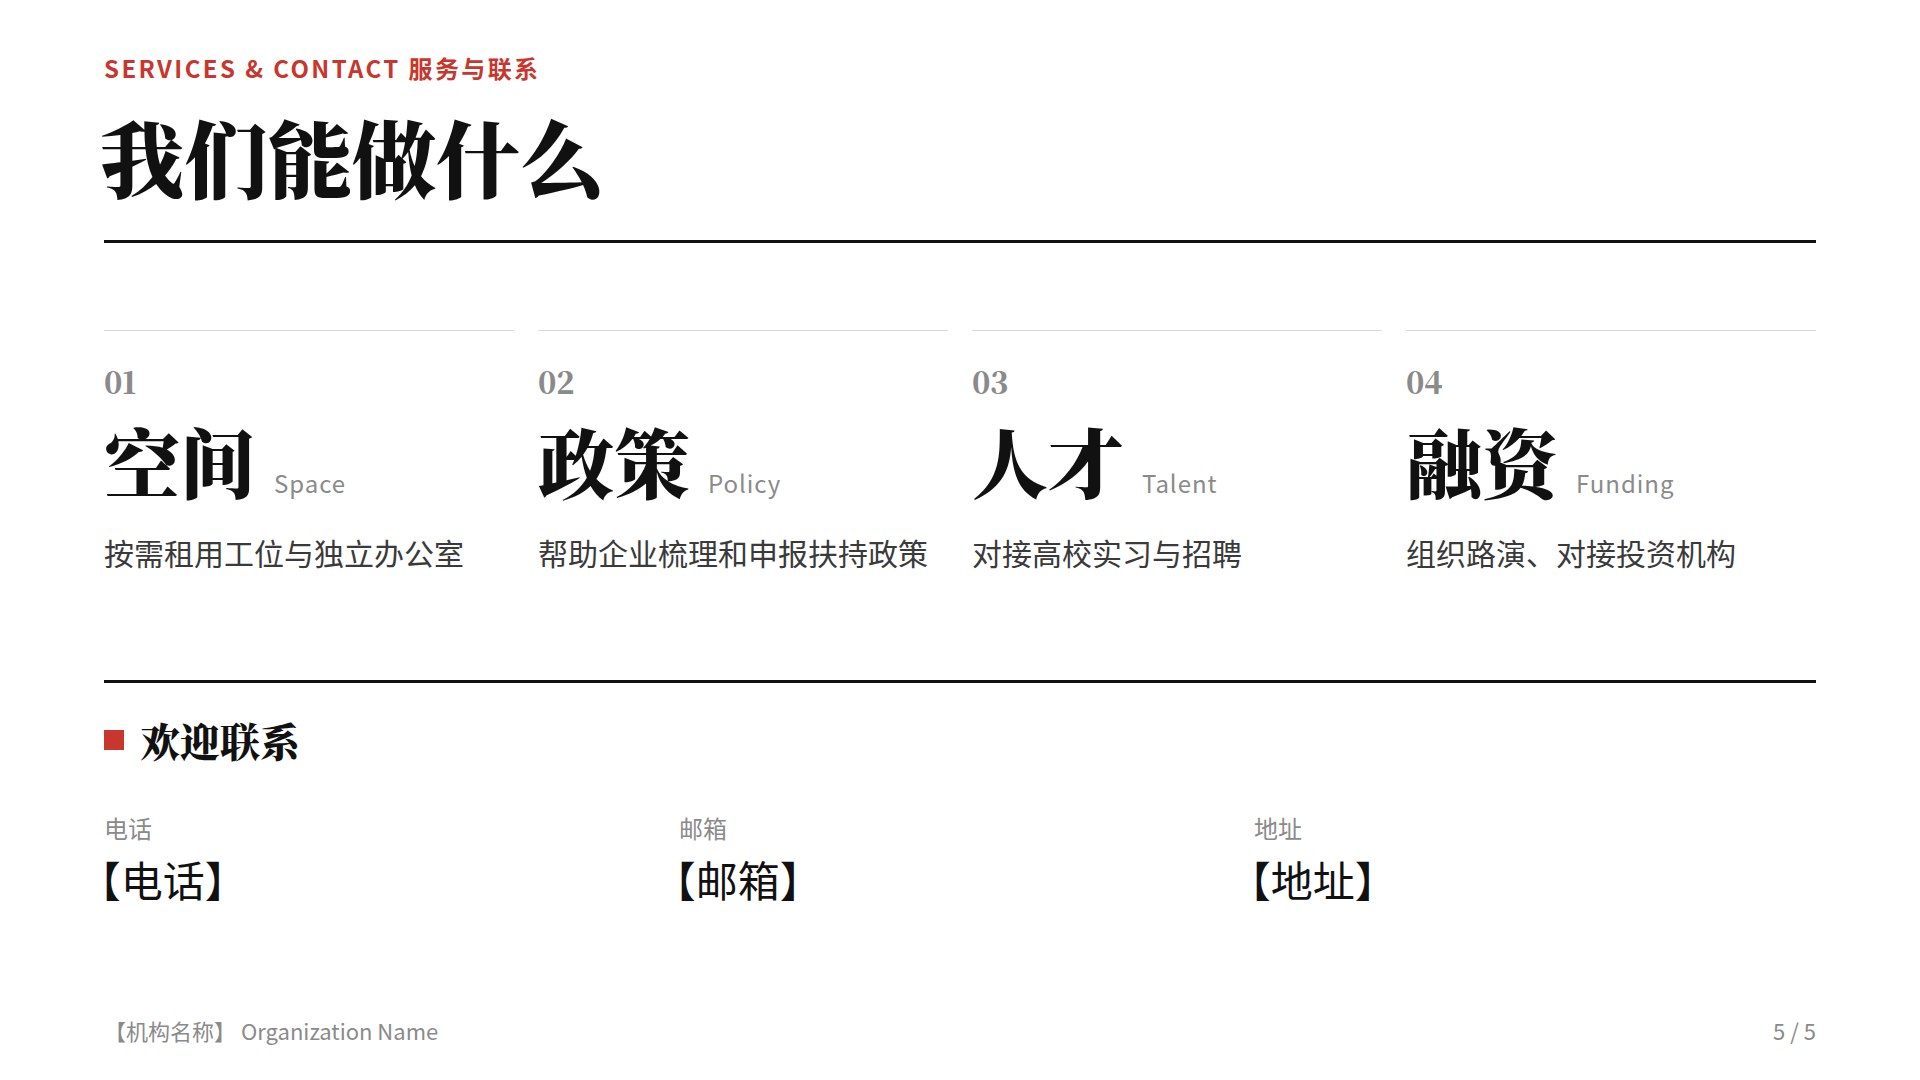 SERVICES & CONTACT 服务与联系
我们能做什么
01
空间 Space
按需租用工位与独立办公室
02
政策 Policy
帮助企业梳理和申报扶持政策
03
人才 Talent
对接高校实习与招聘
04
融资 Funding
组织路演、对接投资机构
欢迎联系
电话
【电话】
邮箱
【邮箱】
地址
【地址】
【机构名称】 Organization Name
5 / 5